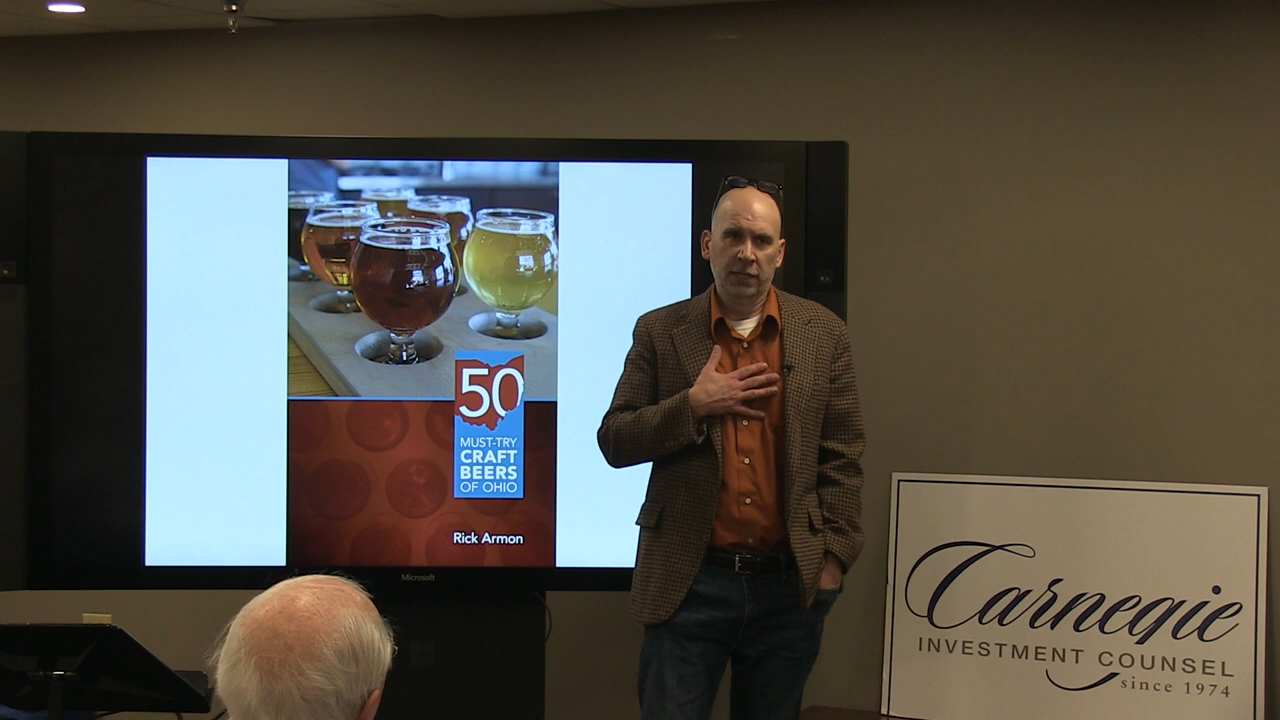 50
MUST-TRY
CRAFT
BEERS
OF OHIO
Rick Armon
Microsoft
Carnegie
INVESTMENT COUNSEL
since 1974